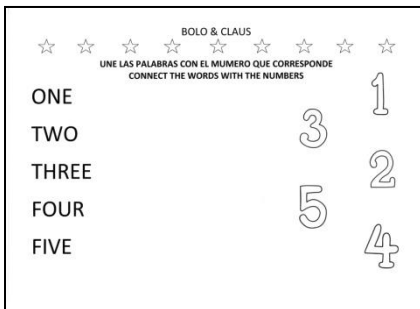 BOLO & CLAUS
UNE LAS PALABRAS CON EL MUMERO QUE CORRESPONDE
CONNECT THE WORDS WITH THE NUMBERS
ONE
1
TWO
3
THREE
2
FOUR
5
FIVE
4